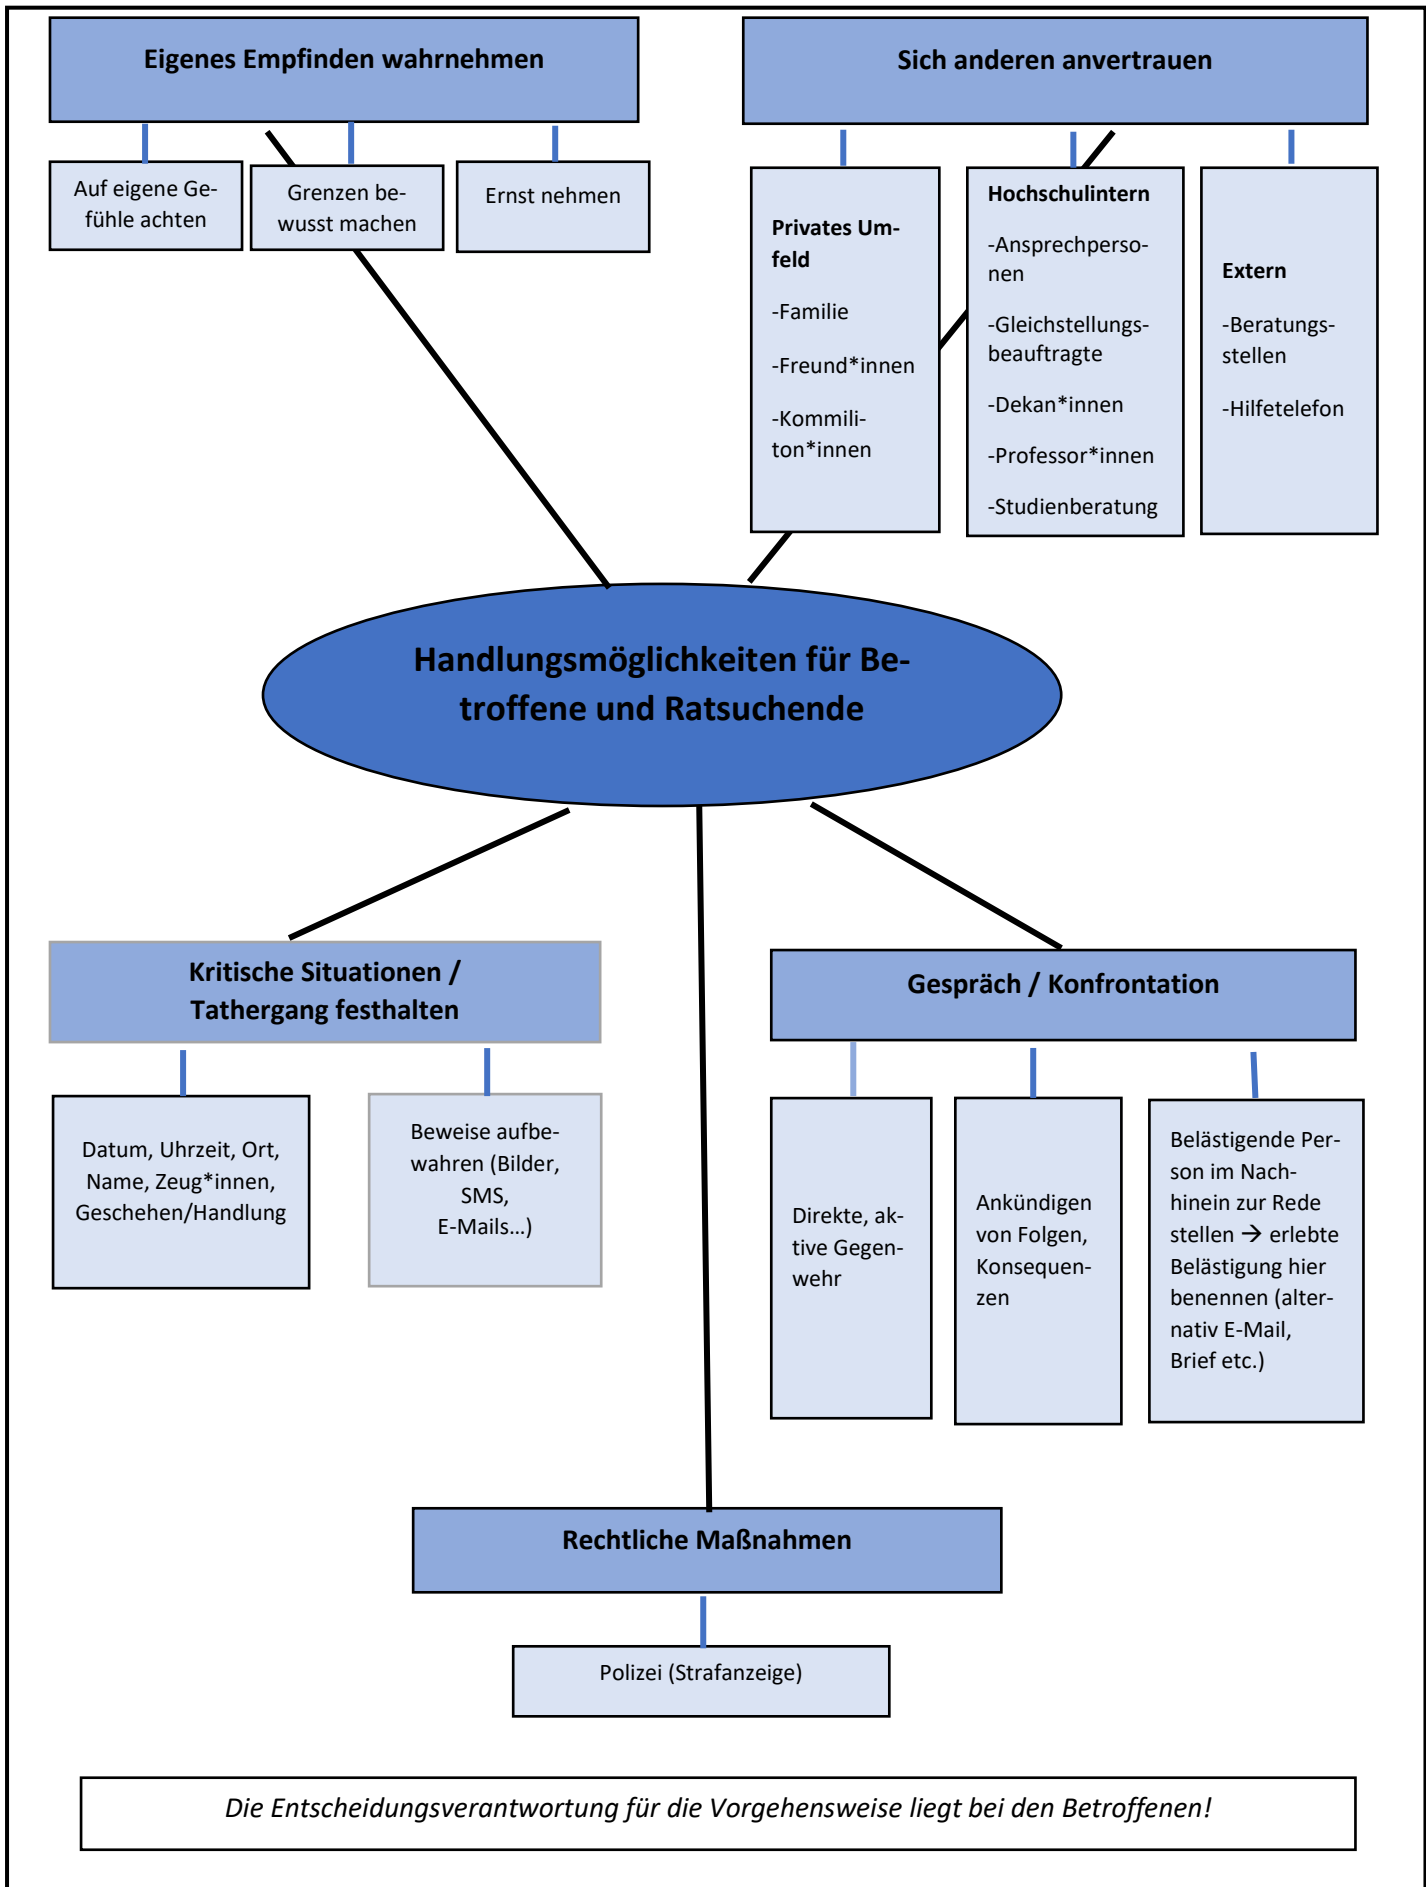 Eigenes Empfinden wahrnehmen
Auf eigene Ge-
fühle achten
Grenzen be-
wusst machen
Ernst nehmen
Sich anderen anvertrauen
Privates Um-
feld
-Familie
-Freund*innen
-Kommili-
ton*innen
Hochschulintern
-Ansprechperso-
nen
-Gleichstellungs-
beauftragte
-Dekan*innen
-Professor*innen
-Studienberatung
Extern
-Beratungs-
stellen
-Hilfetelefon
Handlungsmöglichkeiten für Be-
troffene und Ratsuchende
Kritische Situationen /
Tathergang festhalten
Datum, Uhrzeit, Ort,
Name, Zeug*innen,
Geschehen/Handlung
Beweise aufbe-
wahren (Bilder,
SMS,
E-Mails…)
Gespräch / Konfrontation
Direkte, ak-
tive Gegen-
wehr
Ankündigen
von Folgen,
Konsequen-
zen
Belästigende Per-
son im Nach-
hinein zur Rede
stellen → erlebte
Belästigung hier
benennen (alter-
nativ E-Mail,
Brief etc.)
Rechtliche Maßnahmen
Polizei (Strafanzeige)
Die Entscheidungsverantwortung für die Vorgehensweise liegt bei den Betroffenen!